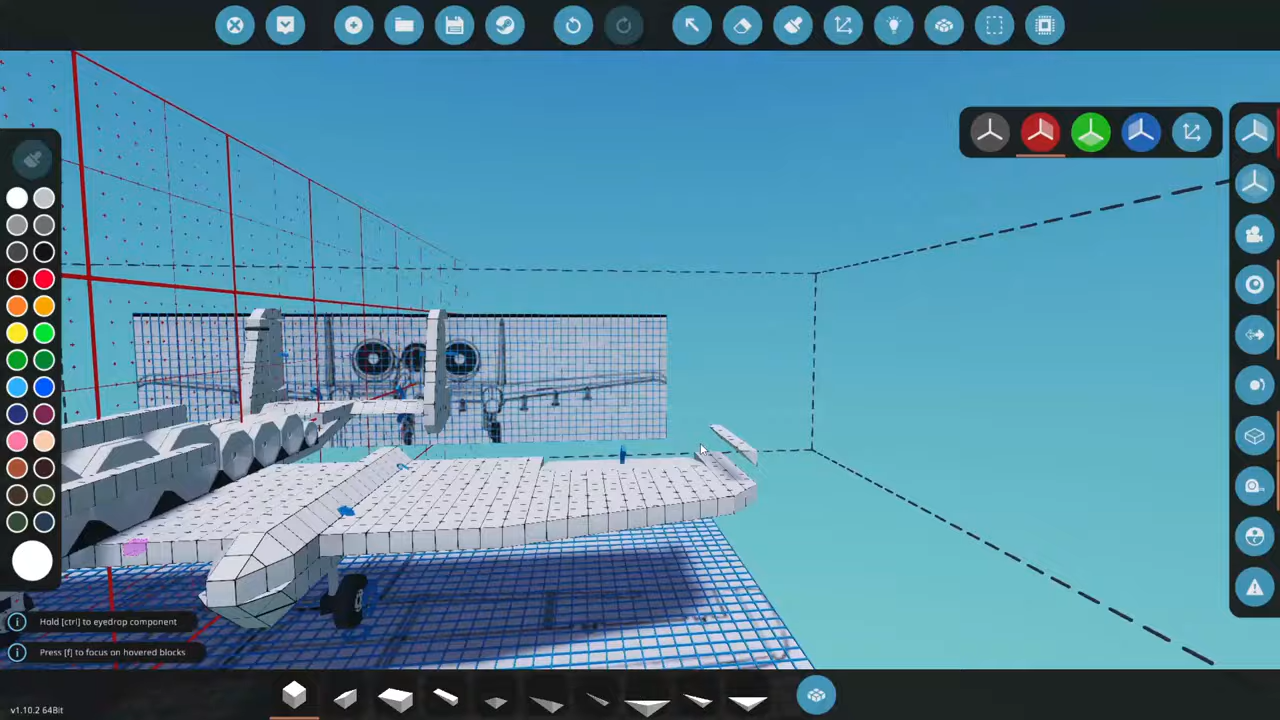 Hold [ctrl] to eyedrop component
Press [f] to focus on hovered blocks
v1.10.2 64Bit